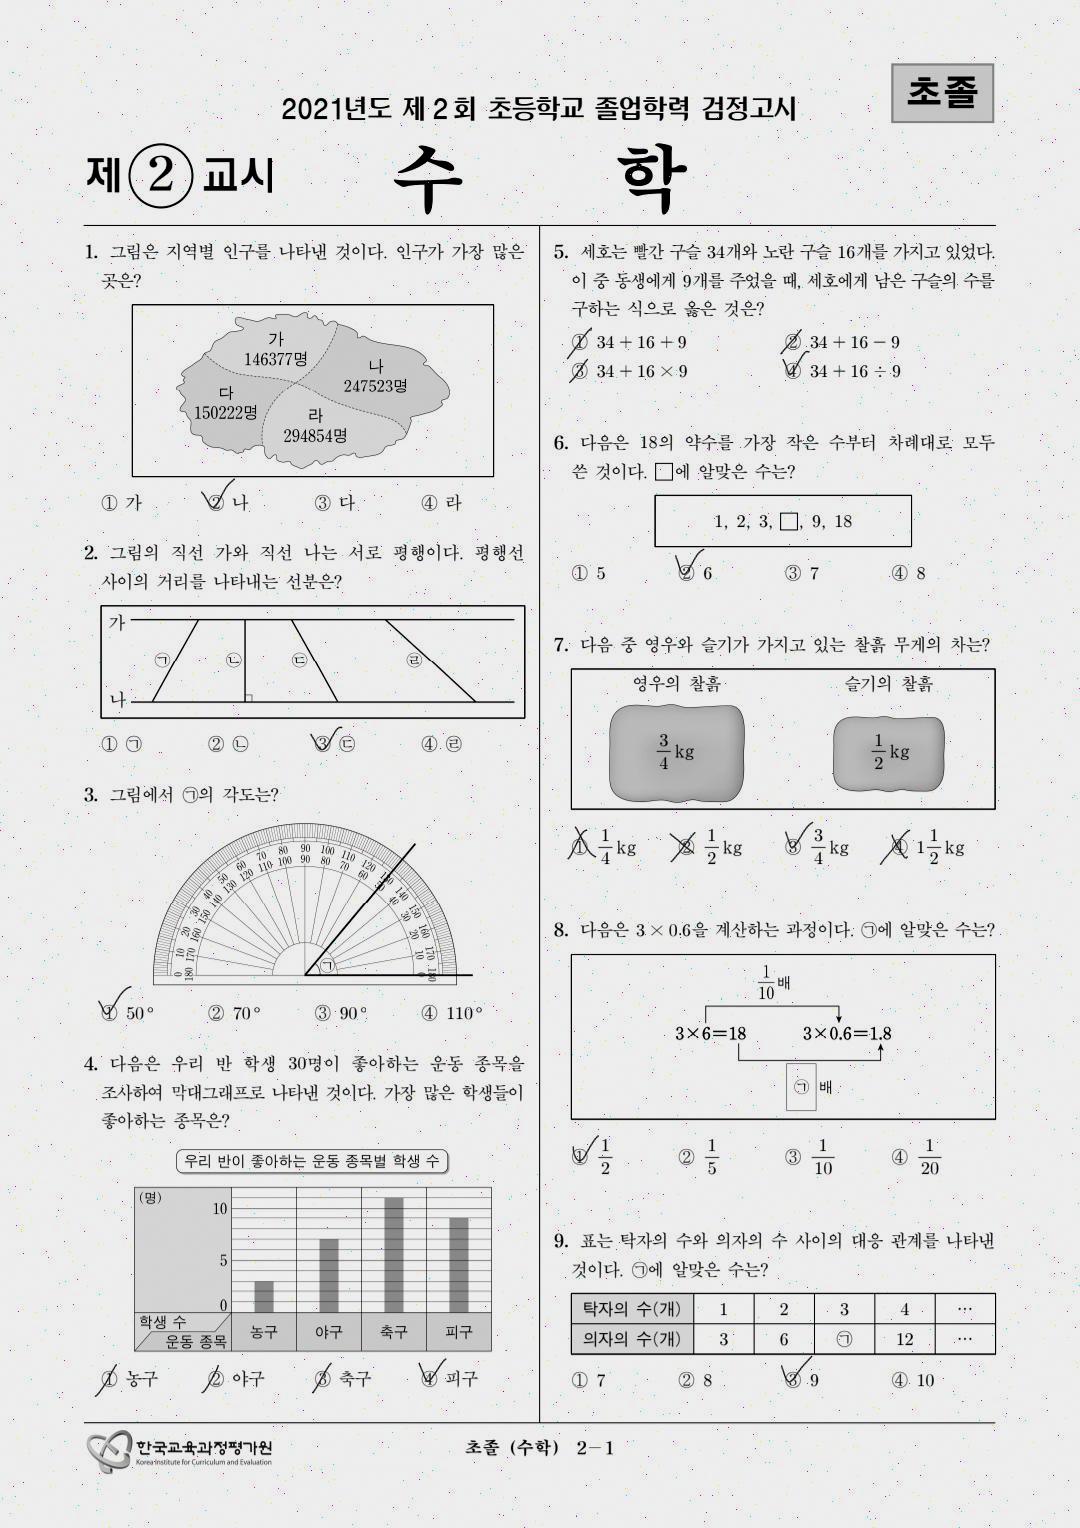 초졸
2021년도 제 2 회 초등학교 졸업학력 검정고시
제 2 교시 수 학
1. 그림은 지역별 인구를 나타낸 것이다. 인구가 가장 많은
곳은?
가
146377명
나
247523명
다
150222명
라
294854명
① 가 ② 나 ③ 다 ④ 라
2. 그림의 직선 가와 직선 나는 서로 평행이다. 평행선
사이의 거리를 나타내는 선분은?
가
㉠ ㉡ ㉢ ㉣
나
① ㉠ ② ㉡ ③ ㉢ ④ ㉣
3. 그림에서 ㉠의 각도는?
0 10 20 30 40 50 60 70 80 90 100 110 120 130 140 150 160 170 180
180 170 160 150 140 130 120 110 100 90 80 70 60 50 40 30 20 10 0
㉠
① 50° ② 70° ③ 90° ④ 110°
4. 다음은 우리 반 학생 30명이 좋아하는 운동 종목을
조사하여 막대그래프로 나타낸 것이다. 가장 많은 학생들이
좋아하는 종목은?
우리 반이 좋아하는 운동 종목별 학생 수
(명)
10
5
0
학생 수
운동 종목 농구 야구 축구 피구
① 농구 ② 야구 ③ 축구 ④ 피구
5. 세호는 빨간 구슬 34개와 노란 구슬 16개를 가지고 있었다.
이 중 동생에게 9개를 주었을 때, 세호에게 남은 구슬의 수를
구하는 식으로 옳은 것은?
① 34 + 16 + 9 ② 34 + 16 − 9
③ 34 + 16 × 9 ④ 34 + 16 ÷ 9
6. 다음은 18의 약수를 가장 작은 수부터 차례대로 모두
쓴 것이다. □에 알맞은 수는?
1, 2, 3, □, 9, 18
① 5 ② 6 ③ 7 ④ 8
7. 다음 중 영우와 슬기가 가지고 있는 찰흙 무게의 차는?
영우의 찰흙 슬기의 찰흙
3/4 kg 1/2 kg
① 1/4 kg ② 1/2 kg ③ 3/4 kg ④ 1 1/2 kg
8. 다음은 3 × 0.6을 계산하는 과정이다. ㉠에 알맞은 수는?
1/10 배
3×6=18 3×0.6=1.8
㉠ 배
① 1/2 ② 1/5 ③ 1/10 ④ 1/20
9. 표는 탁자의 수와 의자의 수 사이의 대응 관계를 나타낸
것이다. ㉠에 알맞은 수는?
탁자의 수(개) 1 2 3 4 …
의자의 수(개) 3 6 ㉠ 12 …
① 7 ② 8 ③ 9 ④ 10
한국교육과정평가원
Korea Institute for Curriculum and Evaluation
초졸 (수학) 2−1